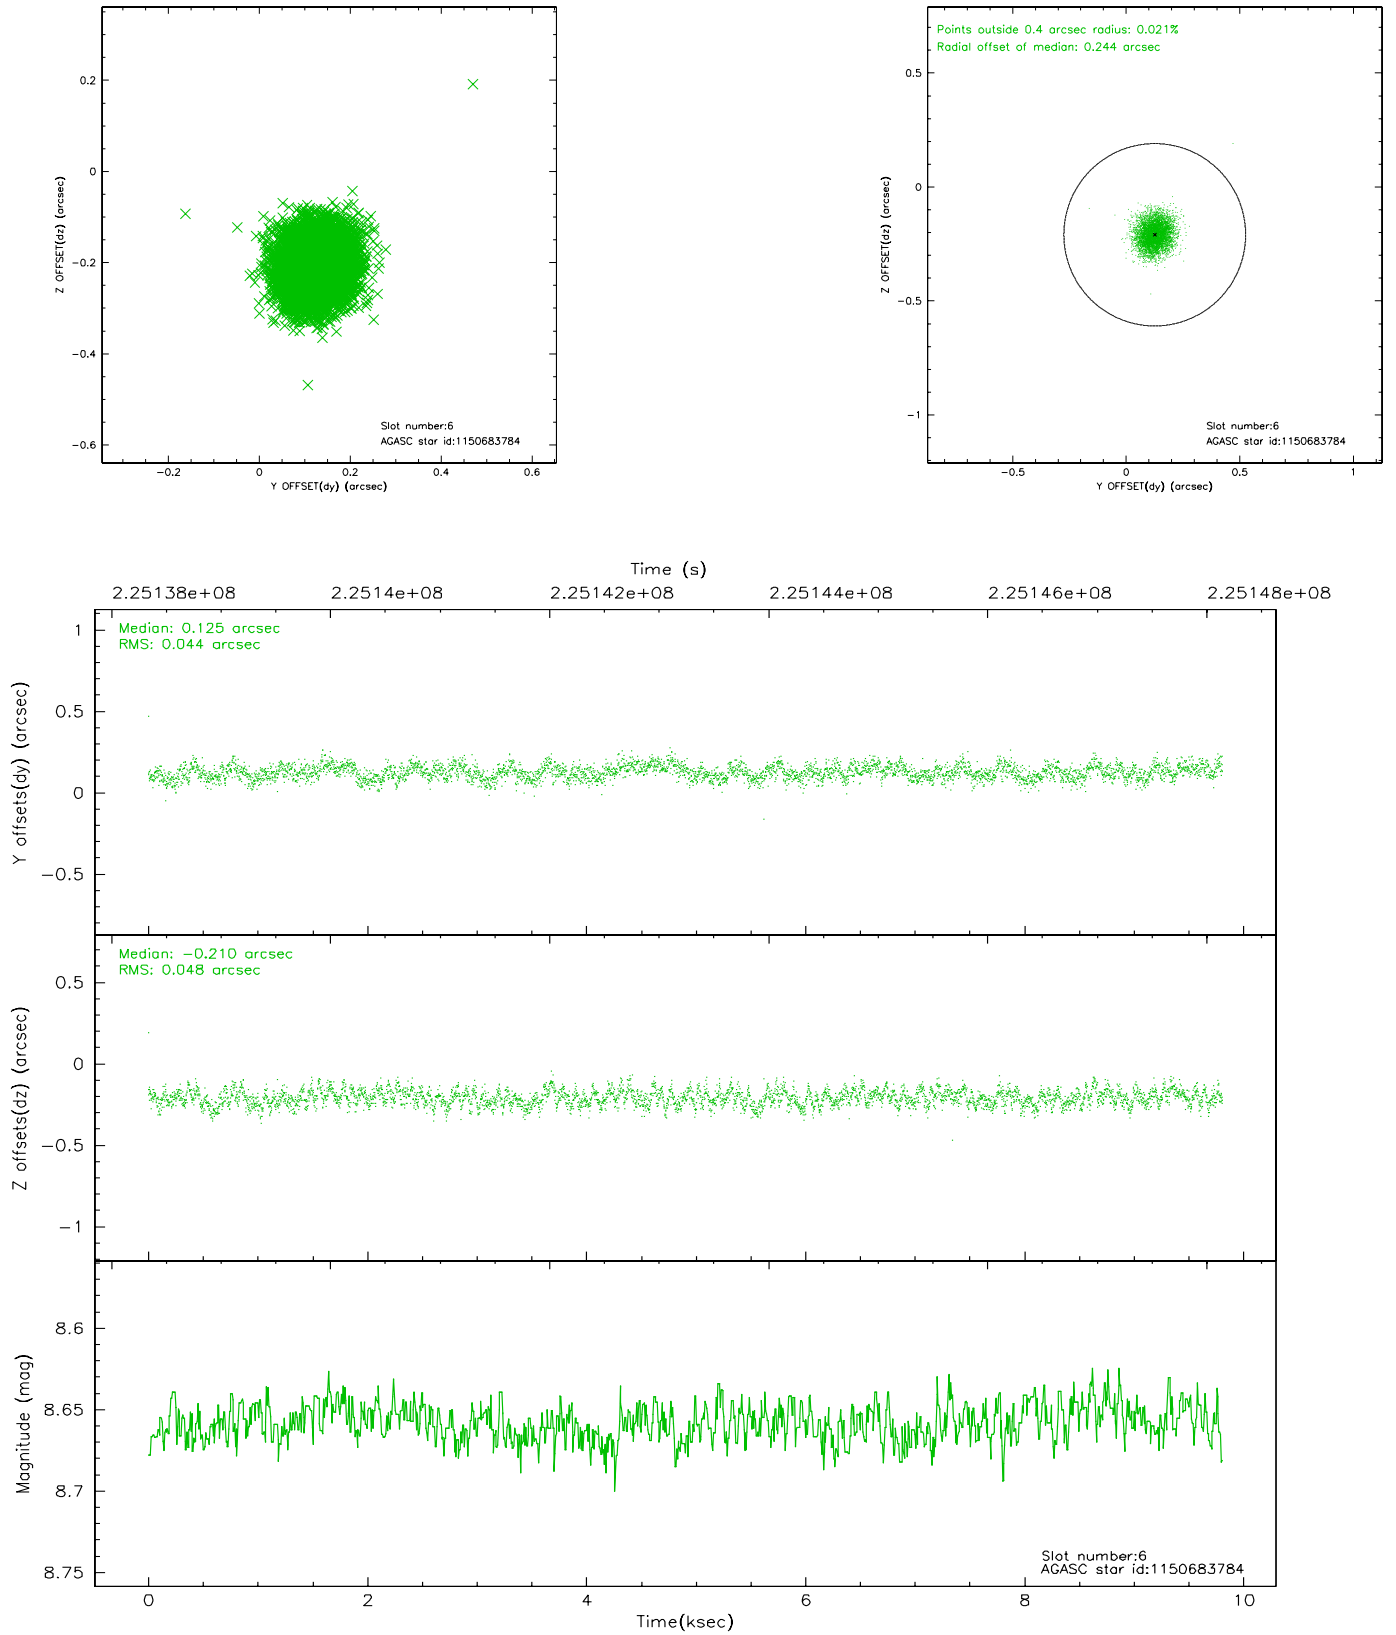 0.2
0
−0.2
−0.4
−0.6
Z OFFSET(dz) (arcsec)
Slot number:6
AGASC star id:1150683784
−0.2 0 0.2 0.4 0.6
Y OFFSET(dy) (arcsec)
Points outside 0.4 arcsec radius: 0.021%
Radial offset of median: 0.244 arcsec
0.5
0
−0.5
−1
Z OFFSET(dz) (arcsec)
Slot number:6
AGASC star id:1150683784
−0.5 0 0.5 1
Y OFFSET(dy) (arcsec)
Time (s)
2.25138e+08 2.2514e+08 2.25142e+08 2.25144e+08 2.25146e+08 2.25148e+08
Median: 0.125 arcsec
RMS: 0.044 arcsec
1
0.5
0
−0.5
Y offsets(dy) (arcsec)
Median: −0.210 arcsec
RMS: 0.048 arcsec
0.5
0
−0.5
−1
Z offsets(dz) (arcsec)
8.6
8.65
8.7
8.75
Magnitude (mag)
Slot number:6
AGASC star id:1150683784
0 2 4 6 8 10
Time(ksec)